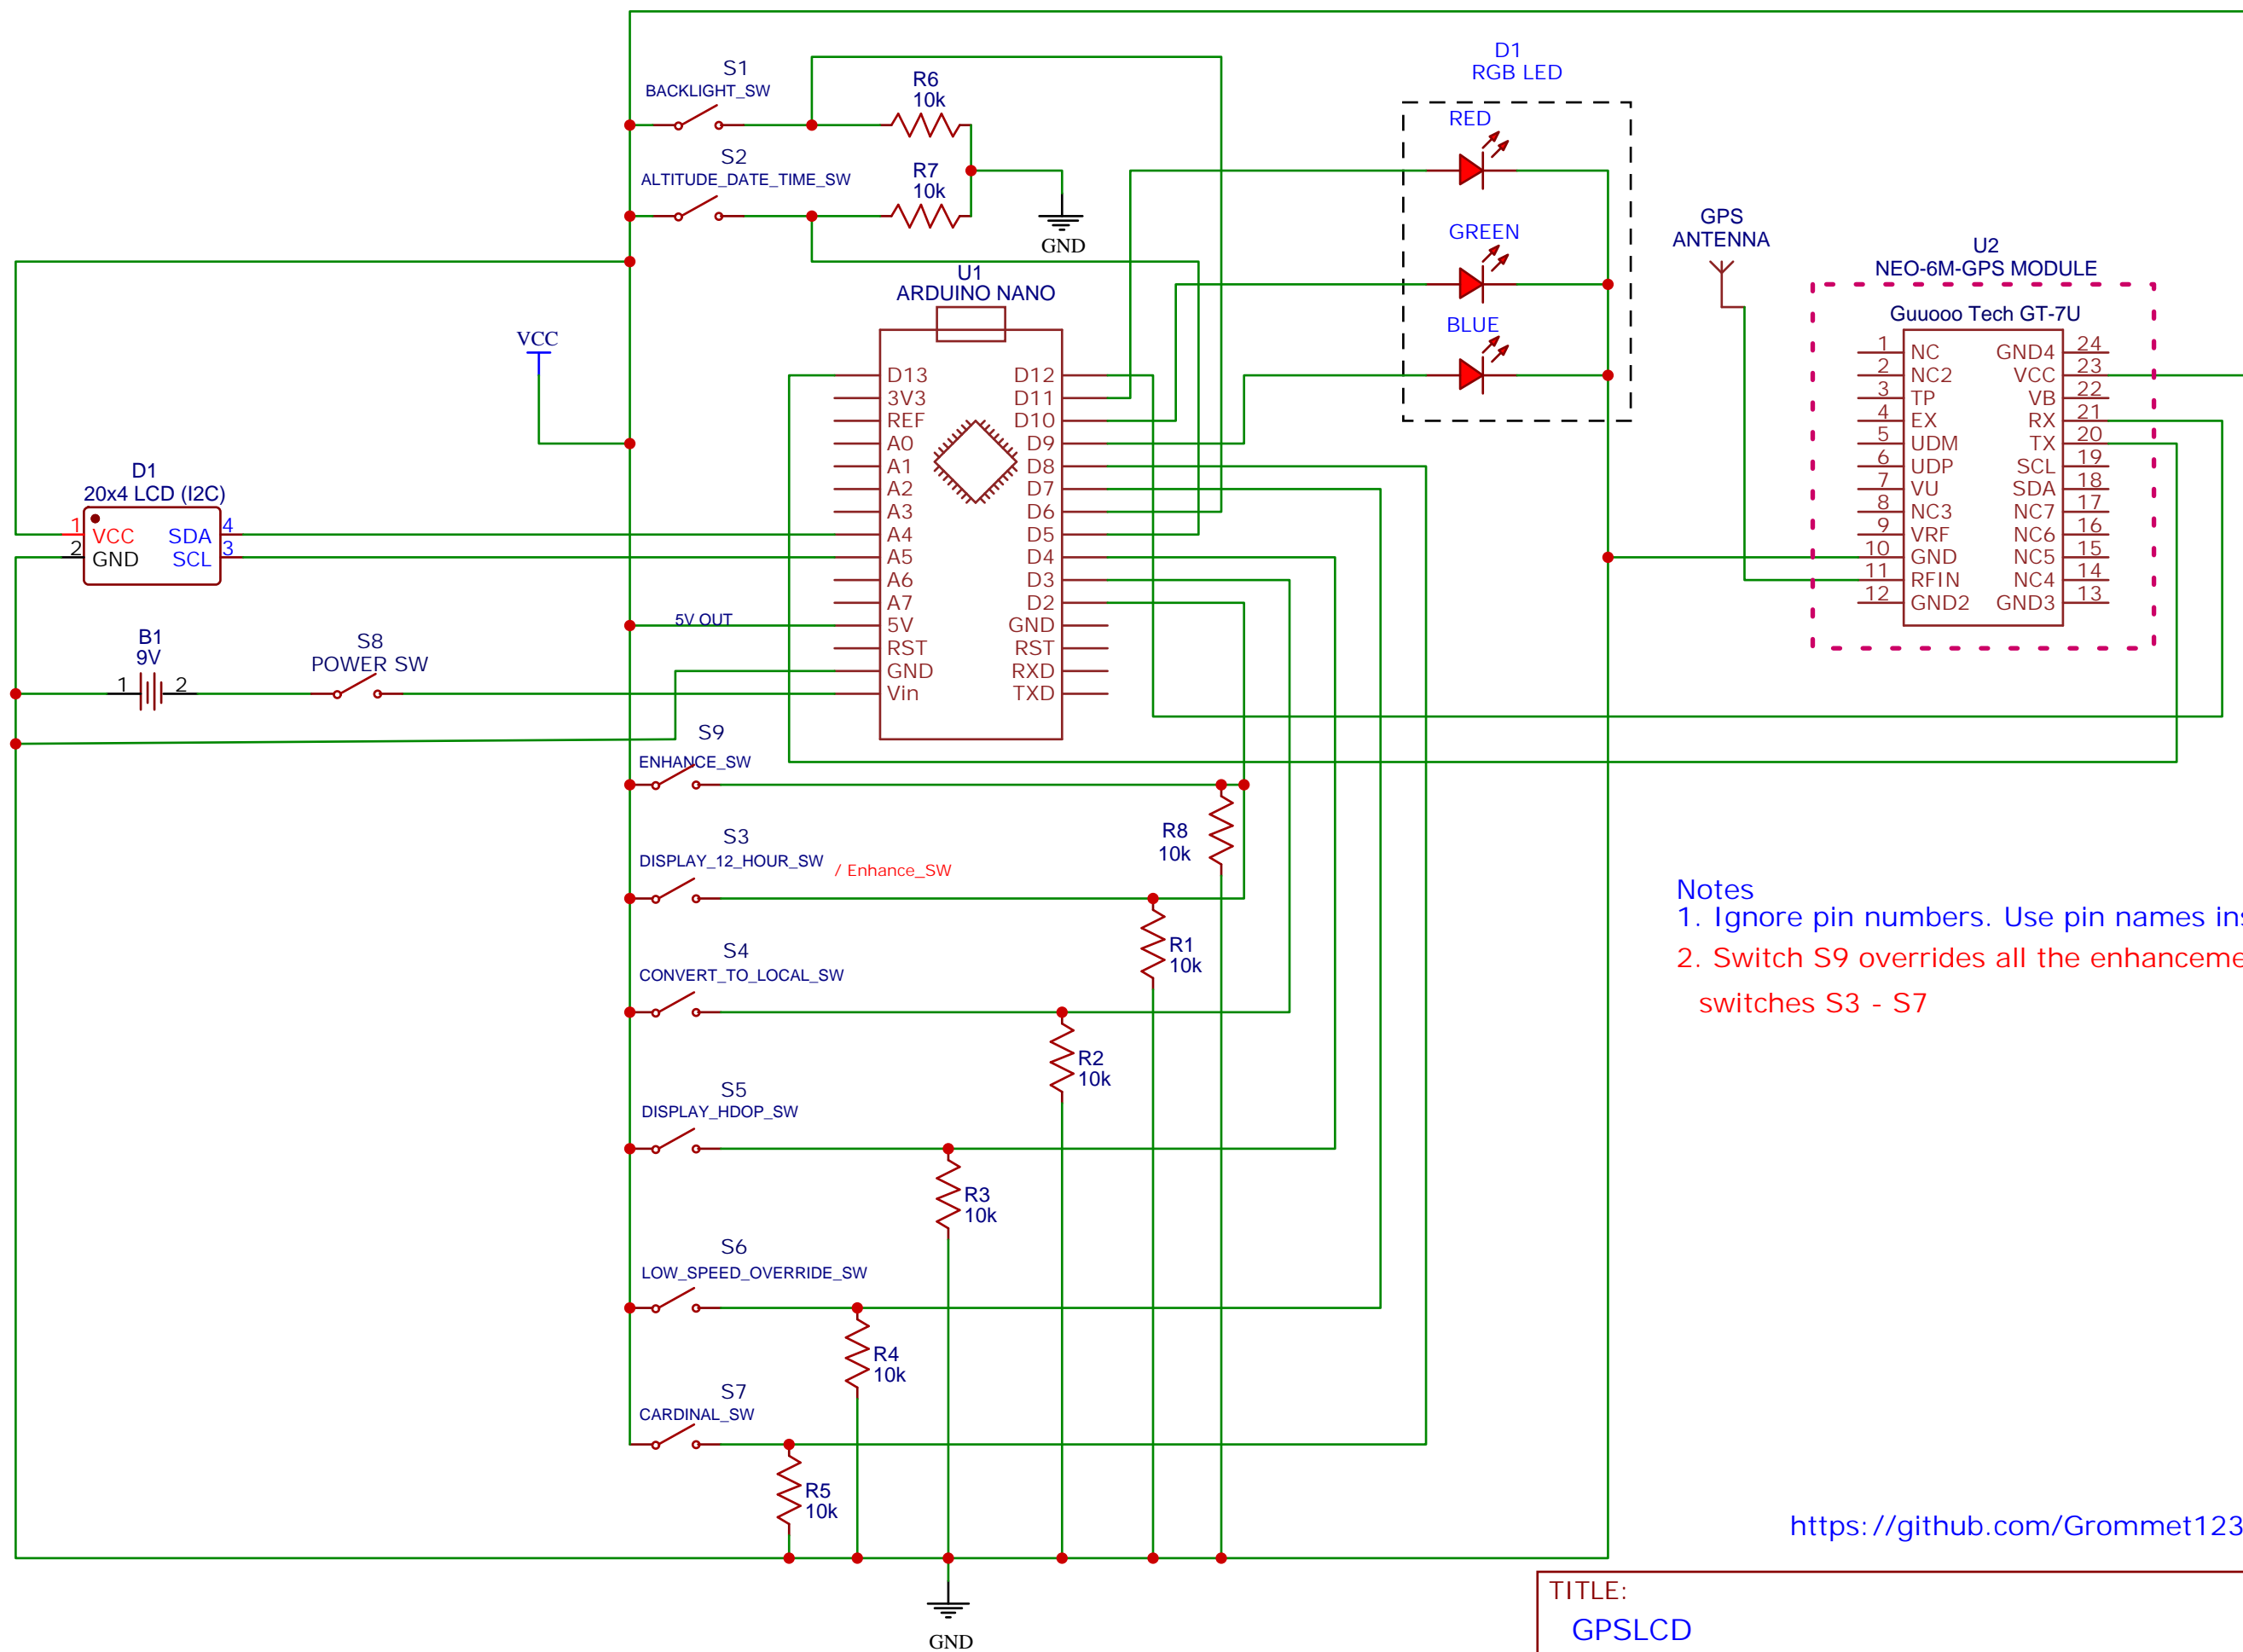 S1
BACKLIGHT_SW
R6
10k
S2
ALTITUDE_DATE_TIME_SW
R7
10k
GND
D1
RGB LED
RED
GREEN
BLUE
GPS
ANTENNA
U2
NEO-6M-GPS MODULE
Guuooo Tech GT-7U
1 NC GND4 24
2 NC2 VCC 23
3 TP VB 22
4 EX RX 21
5 UDM TX 20
6 UDP SCL 19
7 VU SDA 18
8 NC3 NC7 17
9 VRF NC6 16
10 GND NC5 15
11 RFIN NC4 14
12 GND2 GND3 13
U1
ARDUINO NANO
D13 D12
3V3 D11
REF D10
A0 D9
A1 D8
A2 D7
A3 D6
A4 D5
A5 D4
A6 D3
A7 D2
5V GND
RST RST
GND RXD
Vin TXD
VCC
D1
20x4 LCD (I2C)
1 VCC SDA 4
2 GND SCL 3
5V OUT
B1
9V
1 2
S8
POWER SW
S9
ENHANCE_SW
R8
10k
S3
DISPLAY_12_HOUR_SW / Enhance_SW
R1
10k
S4
CONVERT_TO_LOCAL_SW
R2
10k
S5
DISPLAY_HDOP_SW
R3
10k
S6
LOW_SPEED_OVERRIDE_SW
R4
10k
S7
CARDINAL_SW
R5
10k
GND
Notes
1. Ignore pin numbers. Use pin names
2. Switch S9 overrides all the
switches S3 - S7
https://github.com/Grommet123
TITLE:
GPSLCD